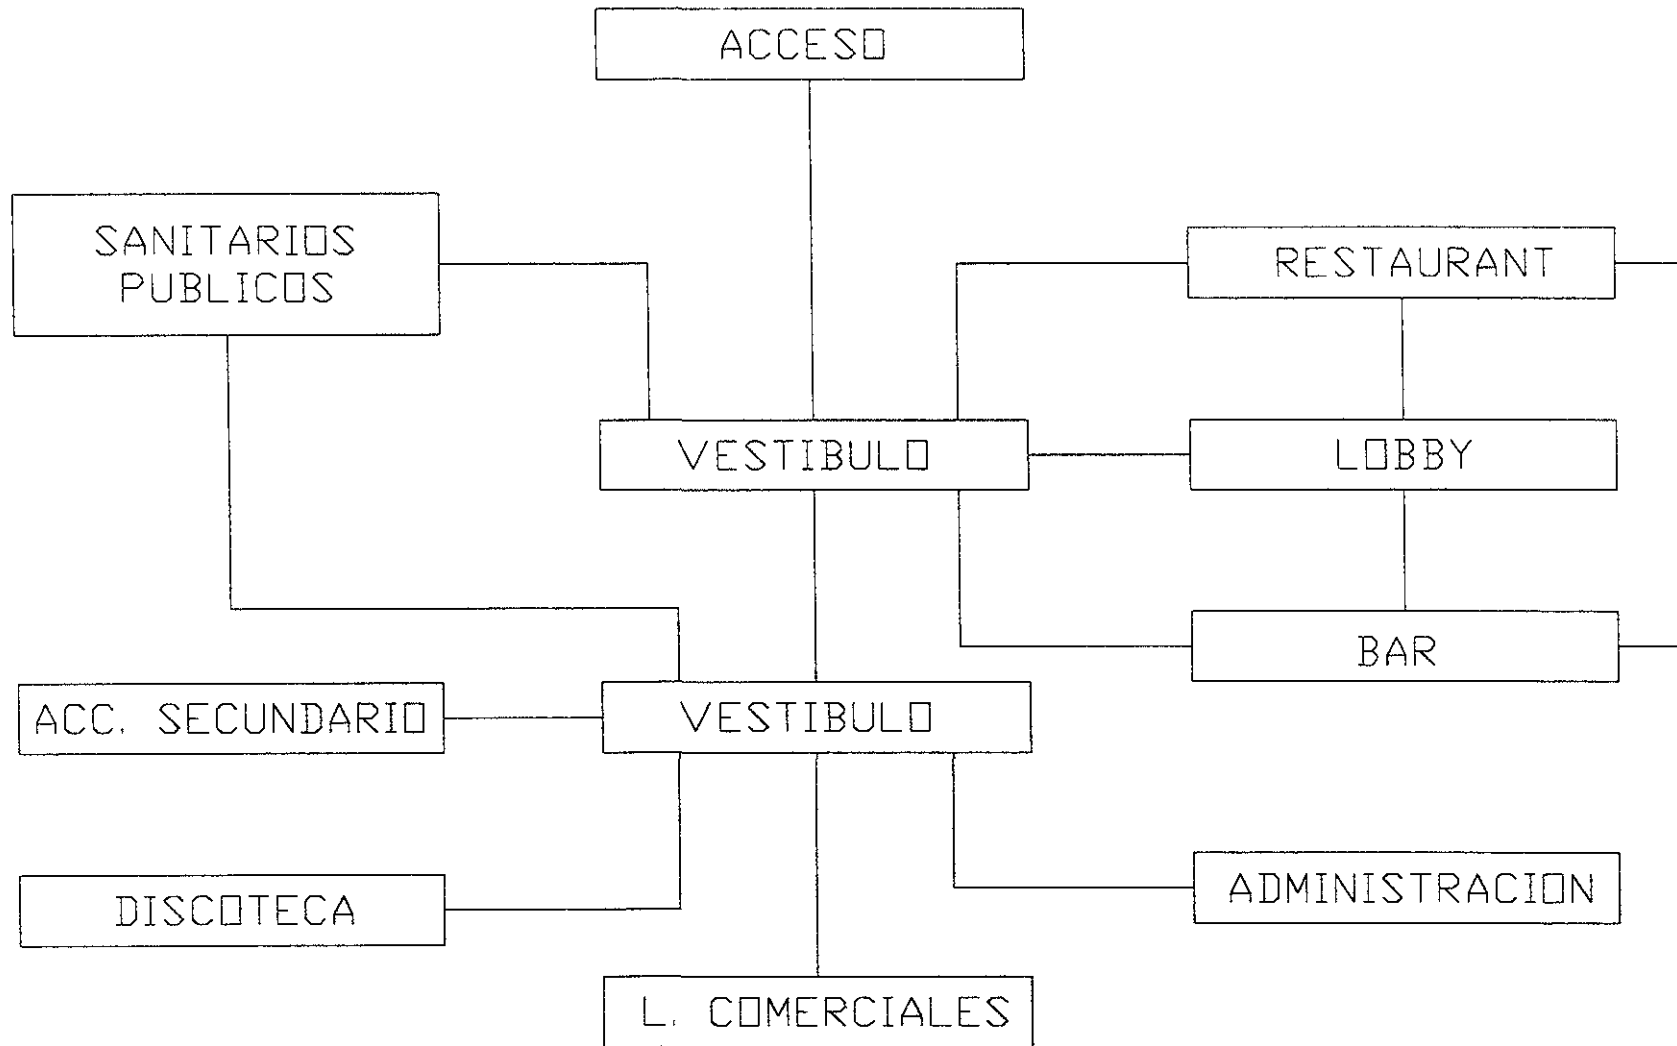 ACCESO
SANITARIOS
PUBLICOS
RESTAURANT
VESTIBULO
LOBBY
BAR
ACC. SECUNDARIO
VESTIBULO
DISCOTECA
ADMINISTRACION
L. COMERCIALES